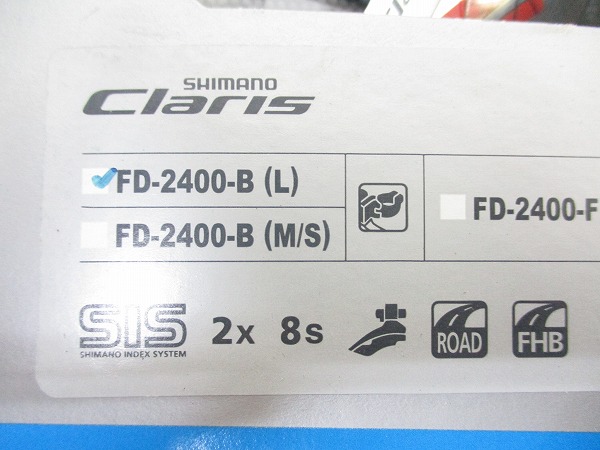 SHIMANO
Claris
FD-2400-B (L)
FD-2400-B (M/S)
FD-2400-F
SIS
SHIMANO INDEX SYSTEM
2x 8s
ROAD
FHB